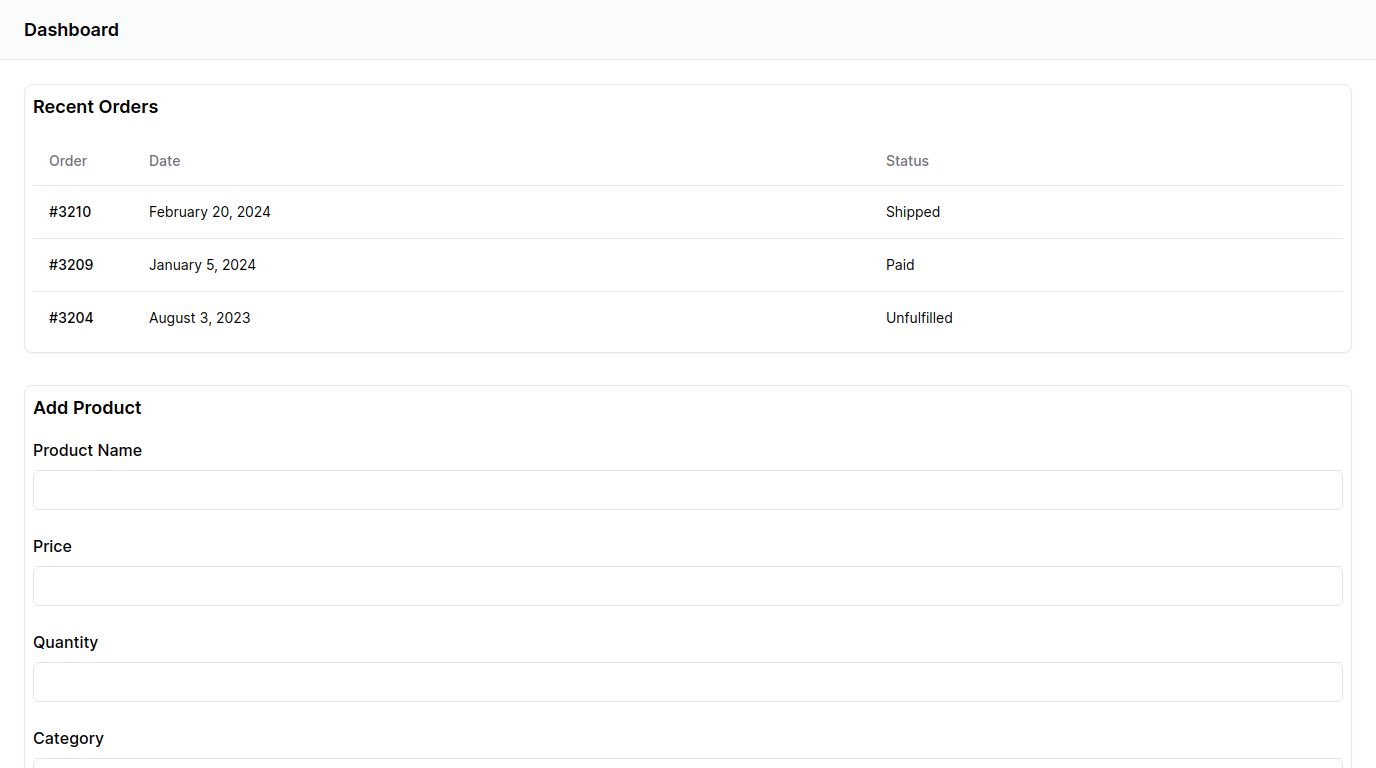 Dashboard
Recent Orders
Order Date Status
#3210 February 20, 2024 Shipped
#3209 January 5, 2024 Paid
#3204 August 3, 2023 Unfulfilled
Add Product
Product Name
Price
Quantity
Category